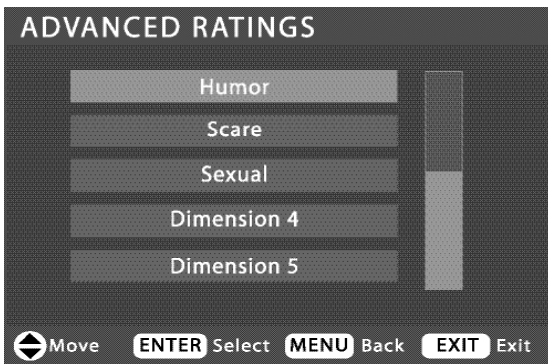 ADVANCED RATINGS
Humor
Scare
Sexual
Dimension 4
Dimension 5
Move ENTER Select MENU Back EXIT Exit